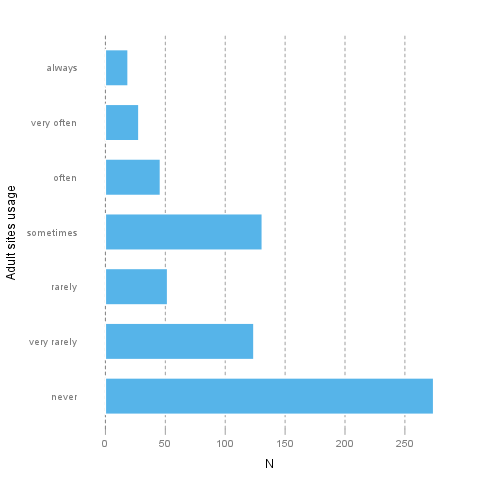 always
very often
often
sometimes
rarely
very rarely
never
Adult sites usage
0 50 100 150 200 250
N